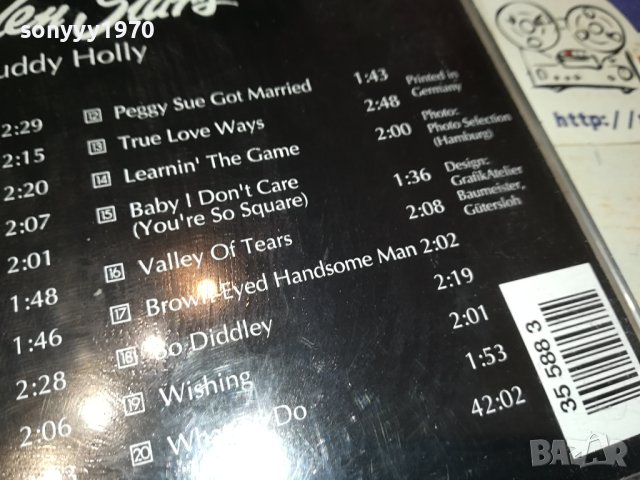 sonyyy1970
Stars
uddy Holly
2:29
2:15
2:20
2:07
2:01
1:48
1:46
2:28
2:06
12 Peggy Sue Got Married 1:43
13 True Love Ways 2:48
14 Learnin' The Game 2:00
15 Baby I Don't Care
(You're So Square) 1:36
16 Valley Of Tears 2:08
17 Brown Eyed Handsome Man 2:02
18 Bo Diddley 2:19
19 Wishing 2:01
20 Do 1:53
42:02
Printed in
Germany
Photo:
Photo Selection
(Hamburg)
Design:
GrafikAtelier
Baumeister,
Gütersloh
http://
35 588 3
BAZAR